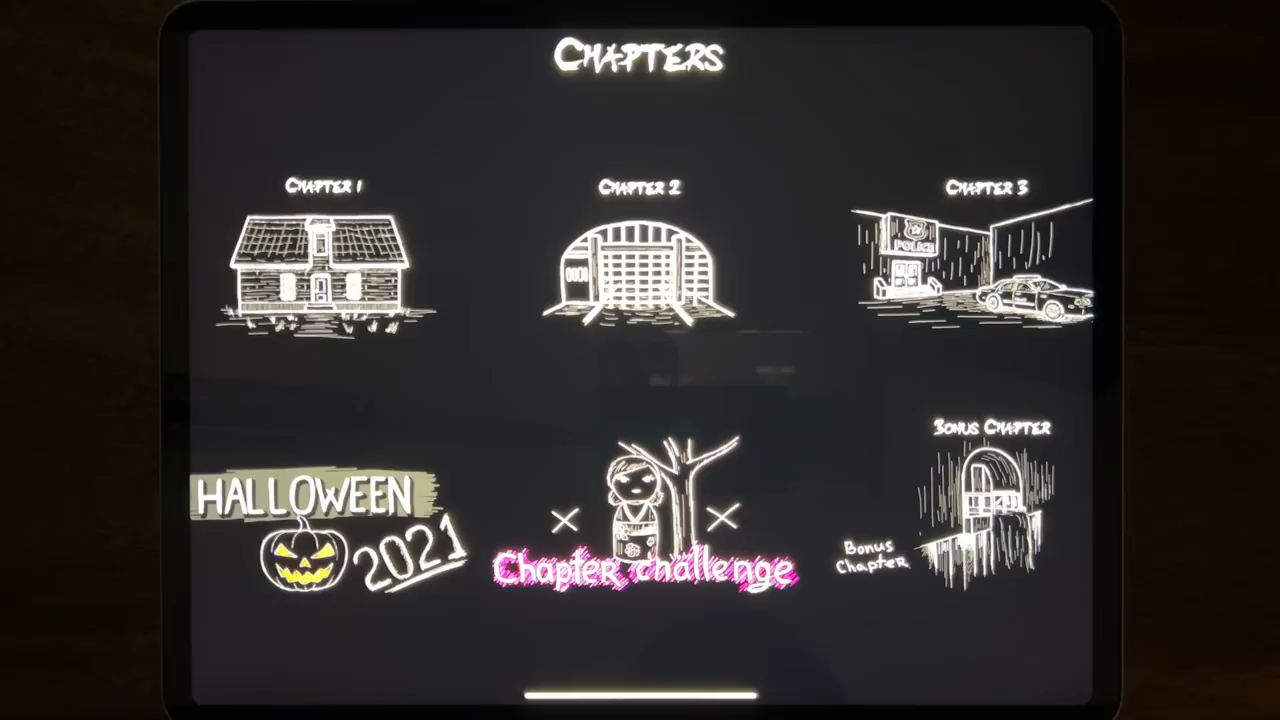 CHAPTERS
CHAPTER 1
CHAPTER 2
CHAPTER 3
POLICE
BONUS CHAPTER
HALLOWEEN
2021
Chapter challenge
Bonus
Chapter